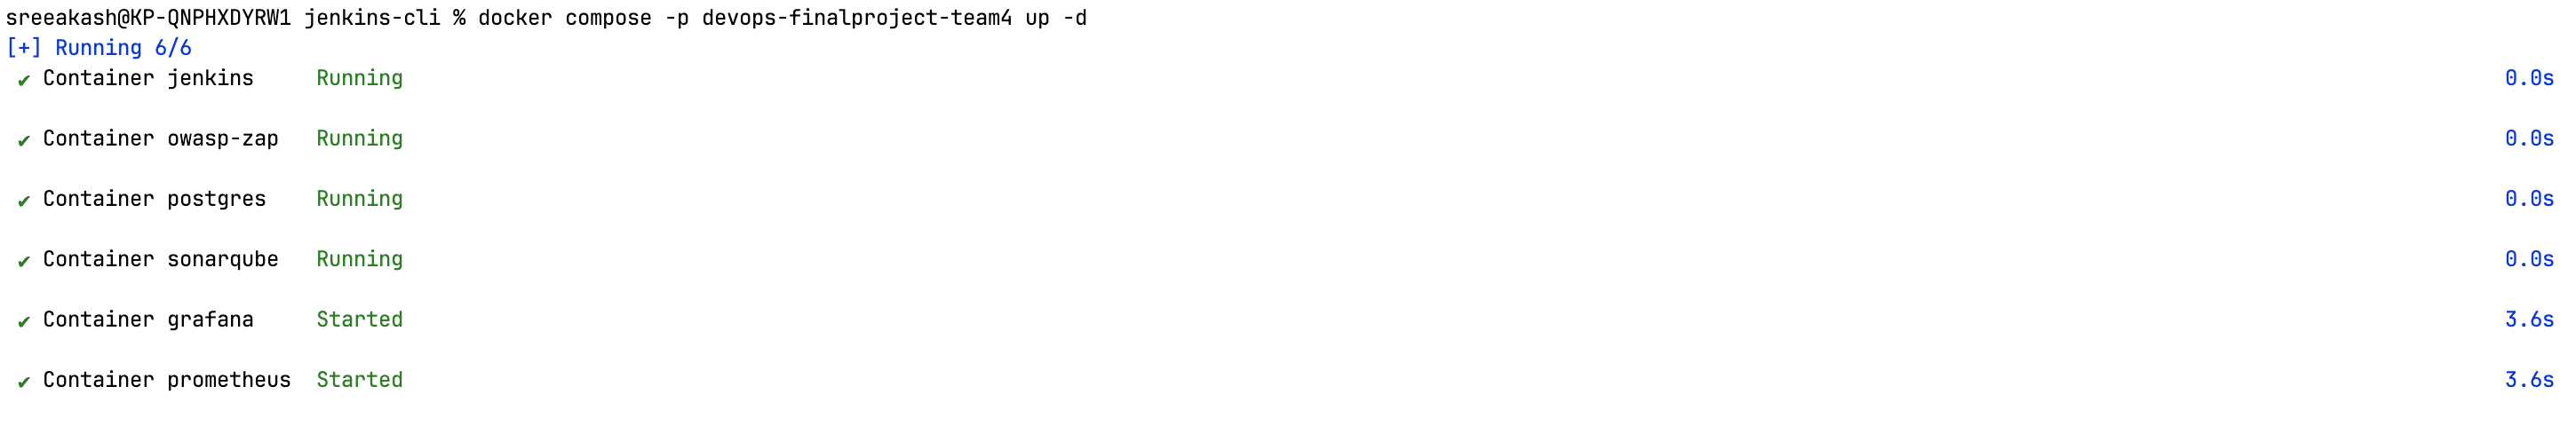 sreeakash@KP-QNPHXDYRW1 jenkins-cli % docker compose -p devops-finalproject-team4 up -d
[+] Running 6/6
✔ Container jenkins Running 0.0s
✔ Container owasp-zap Running 0.0s
✔ Container postgres Running 0.0s
✔ Container sonarqube Running 0.0s
✔ Container grafana Started 3.6s
✔ Container prometheus Started 3.6s